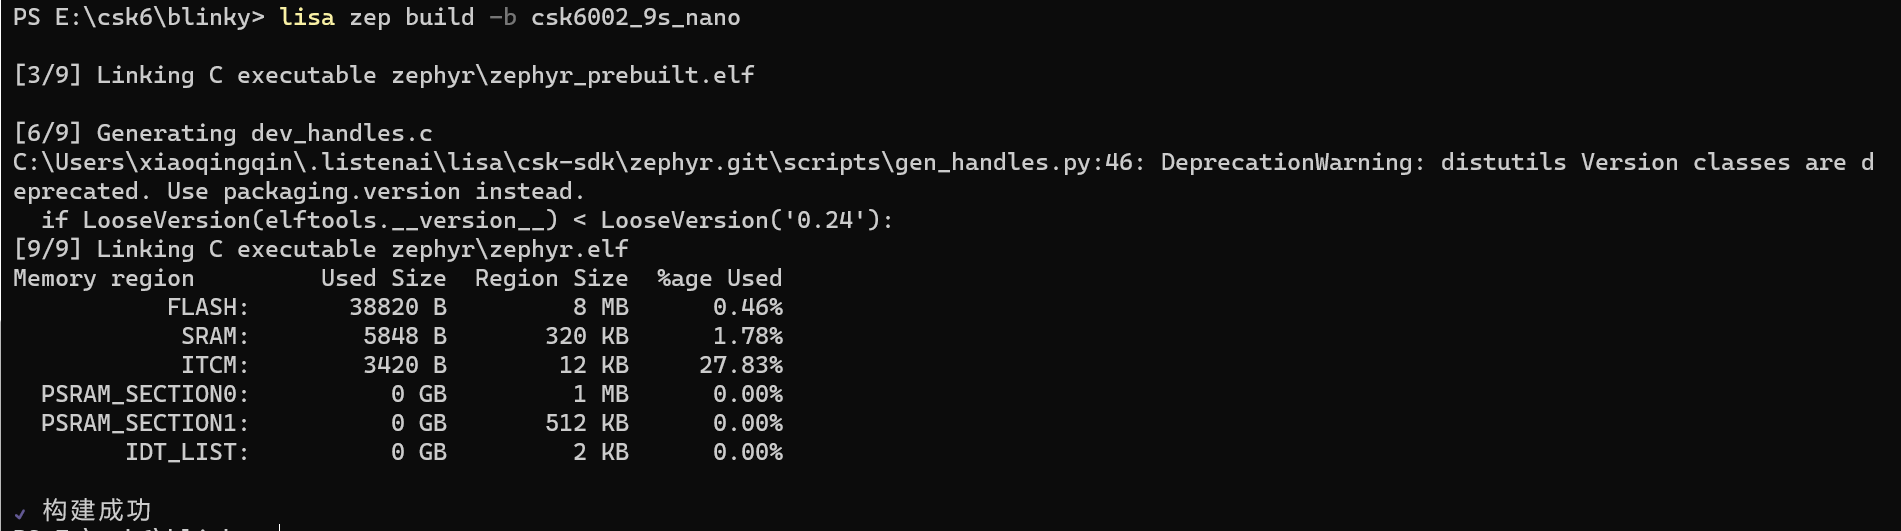 PS E:\csk6\blinky> lisa zep build -b csk6002_9s_nano
[3/9] Linking C executable zephyr\zephyr_prebuilt.elf
[6/9] Generating dev_handles.c
C:\Users\xiaoqingqin\.listenai\lisa\csk-sdk\zephyr.git\scripts\gen_handles.py:46: DeprecationWarning: distutils Version classes are d
eprecated. Use packaging.version instead.
  if LooseVersion(elftools.__version__) < LooseVersion('0.24'):
[9/9] Linking C executable zephyr\zephyr.elf
Memory region         Used Size  Region Size  %age Used
           FLASH:       38820 B         8 MB      0.46%
            SRAM:        5848 B       320 KB      1.78%
            ITCM:        3420 B        12 KB     27.83%
  PSRAM_SECTION0:          0 GB         1 MB      0.00%
  PSRAM_SECTION1:          0 GB       512 KB      0.00%
        IDT_LIST:          0 GB         2 KB      0.00%
✓ 构建成功